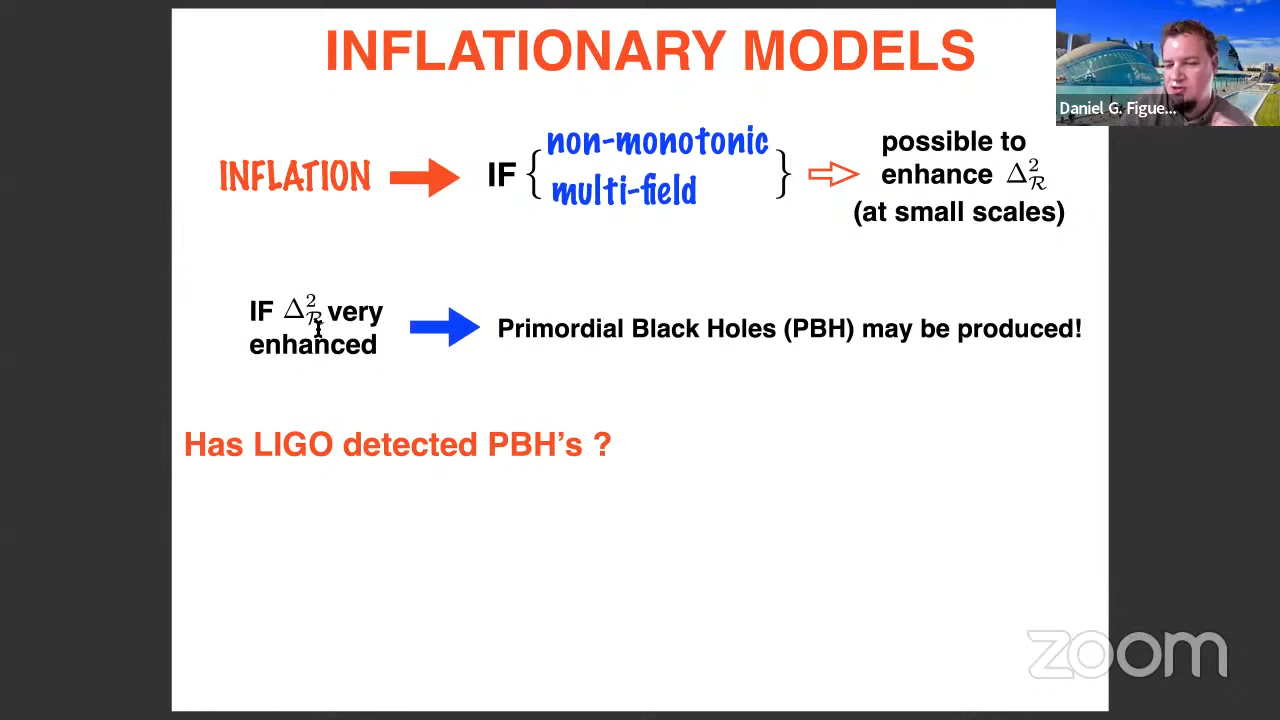 INFLATIONARY MODELS
Daniel G. Figue...
INFLATION IF { non-monotonic multi-field } possible to enhance Δ²_ℛ (at small scales)
IF Δ²_ℛ very enhanced
Primordial Black Holes (PBH) may be produced!
Has LIGO detected PBH's ?
zoom